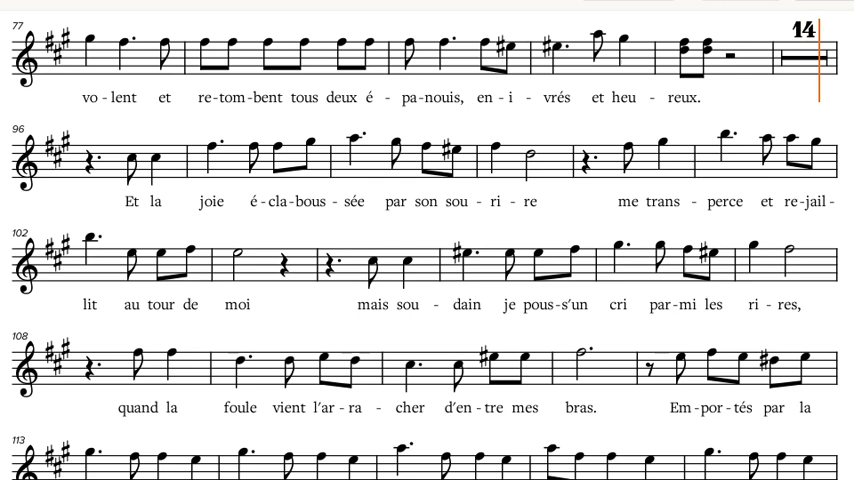 77
14
vo - lent et re-tom-bent tous deux é - pa-nouis, en - i - vrés et heu - reux.
96
Et la joie é-cla-bous-sée par son sou - ri - re me trans - perce et re-jail-
102
lit au tour de moi mais sou - dain je pous-s'un cri par-mi les ri - res,
108
quand la foule vient l'ar - ra - cher d'en - tre mes bras. Em-por-tés par la
113